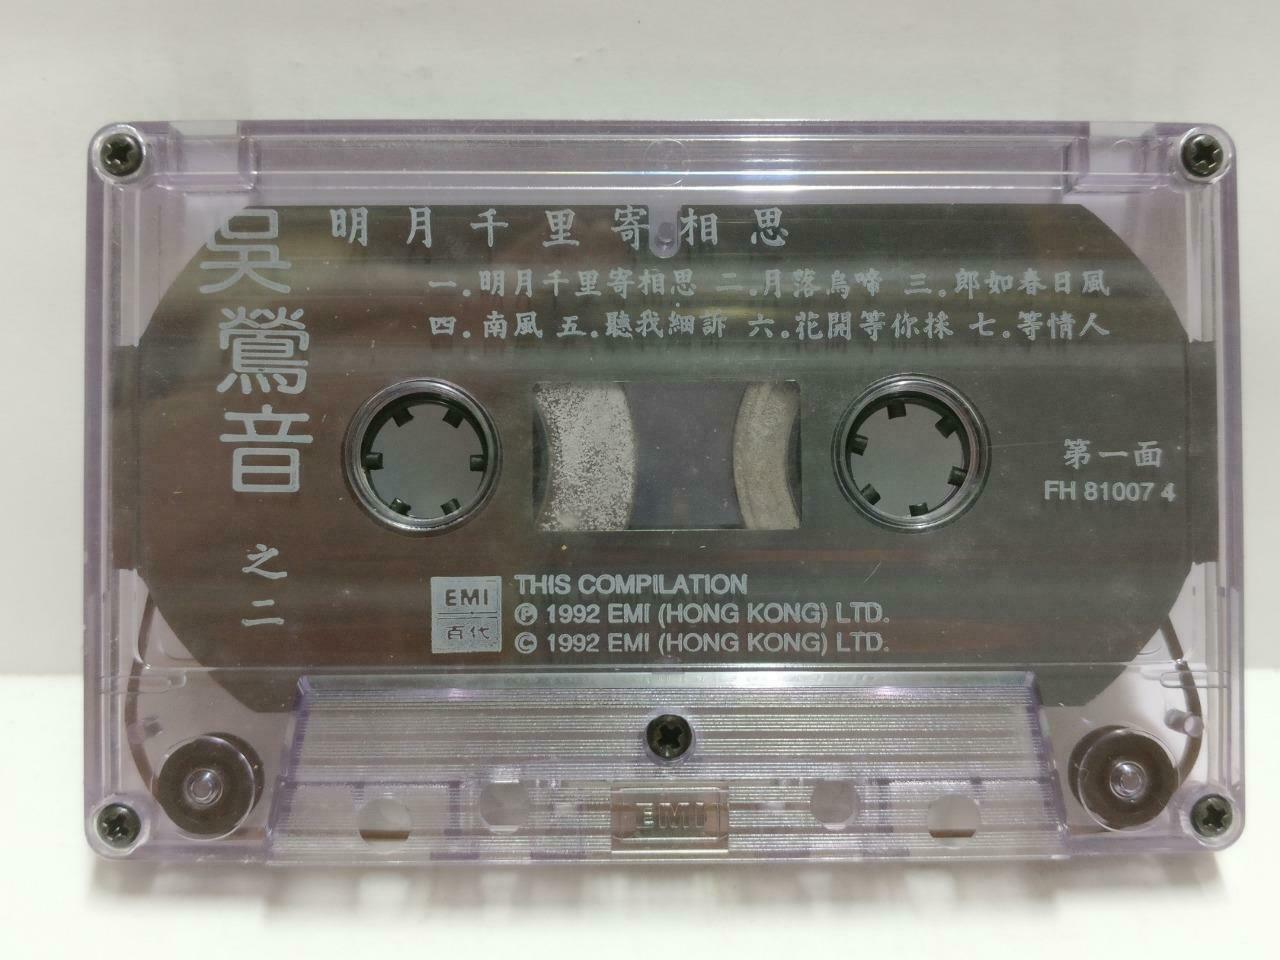 吳鶯音
之二
明月千里寄相思
一.明月千里寄相思 二.月落烏啼 三.郎如春日風
四.南風 五.聽我細訴 六.花開等你採 七.等情人
第一面
FH 81007 4
EMI
百代
THIS COMPILATION
℗ 1992 EMI (HONG KONG) LTD.
© 1992 EMI (HONG KONG) LTD.
EMI